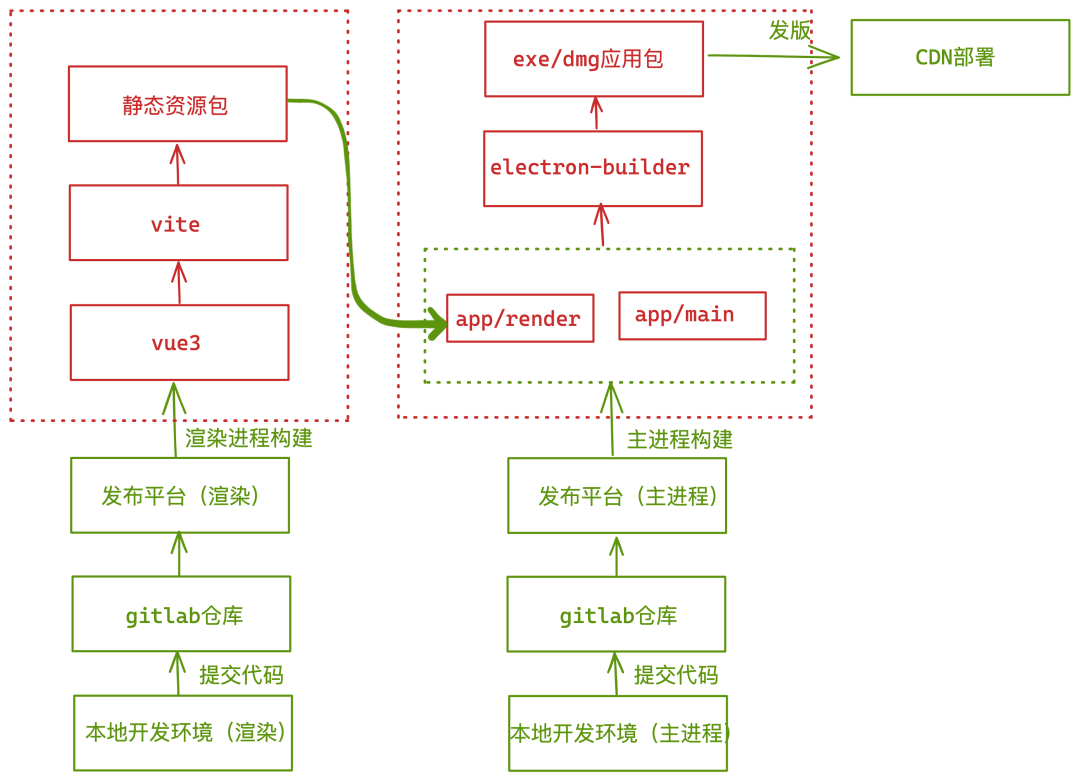 发版
exe/dmg应用包
CDN部署
静态资源包
electron-builder
vite
app/render
app/main
vue3
渲染进程构建
主进程构建
发布平台（渲染）
发布平台（主进程）
gitlab仓库
gitlab仓库
提交代码
提交代码
本地开发环境（渲染）
本地开发环境（主进程）